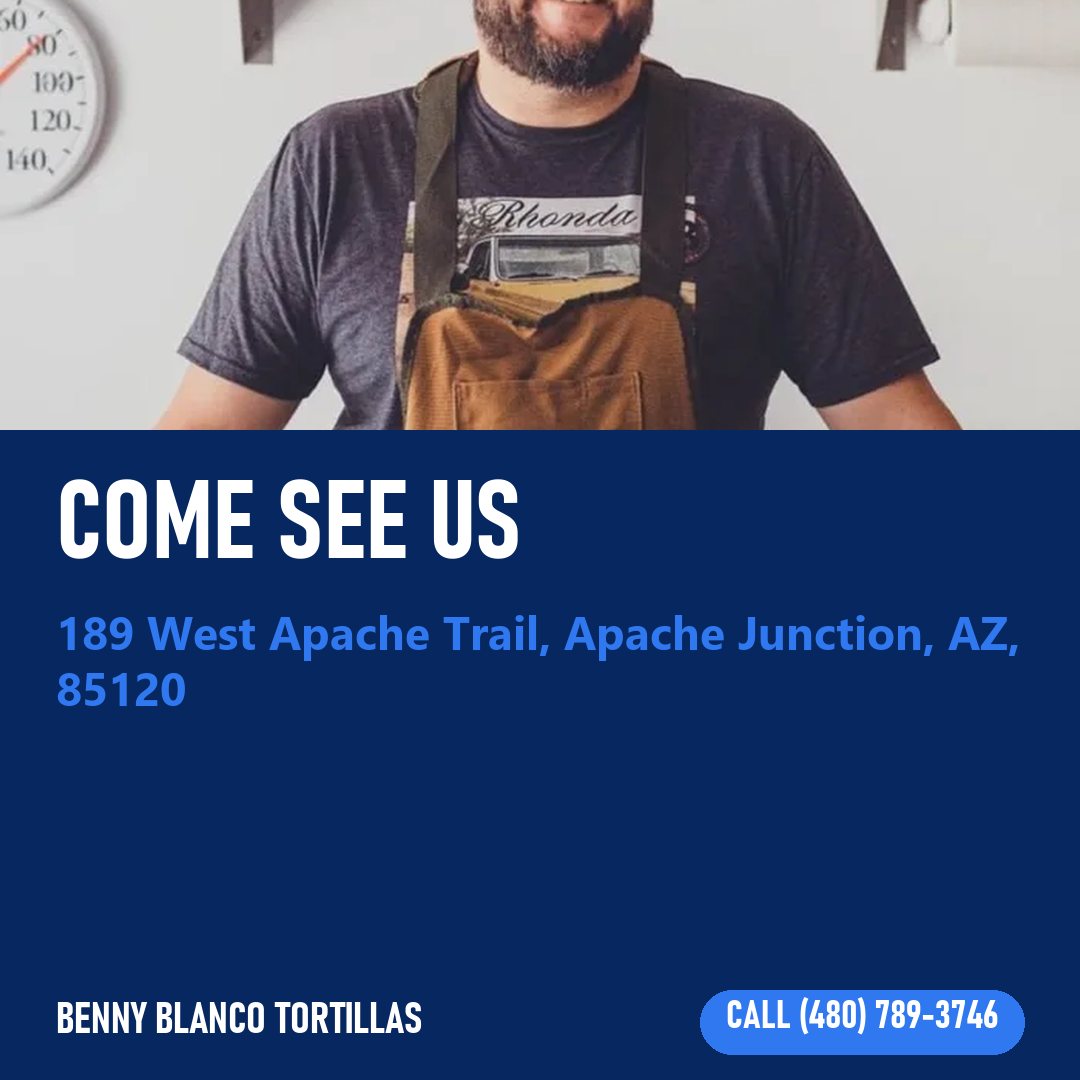 60
80
100
120
140
Rhonda
COME SEE US
189 West Apache Trail, Apache Junction, AZ,
85120
BENNY BLANCO TORTILLAS
CALL (480) 789-3746